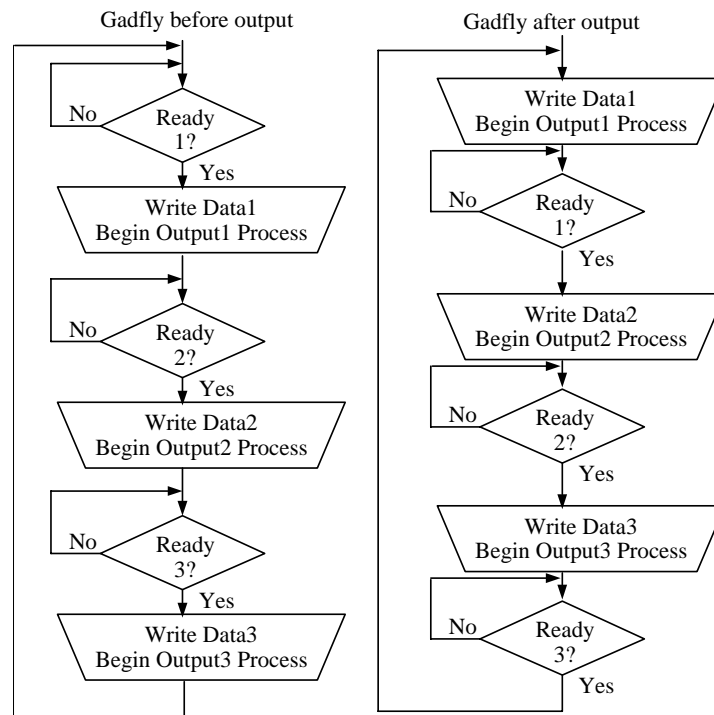 Gadfly before output
No
Ready
1?
Yes
Write Data1
Begin Output1 Process
No
Ready
2?
Yes
Write Data2
Begin Output2 Process
No
Ready
3?
Yes
Write Data3
Begin Output3 Process
Gadfly after output
Write Data1
Begin Output1 Process
No
Ready
1?
Yes
Write Data2
Begin Output2 Process
No
Ready
2?
Yes
Write Data3
Begin Output3 Process
No
Ready
3?
Yes